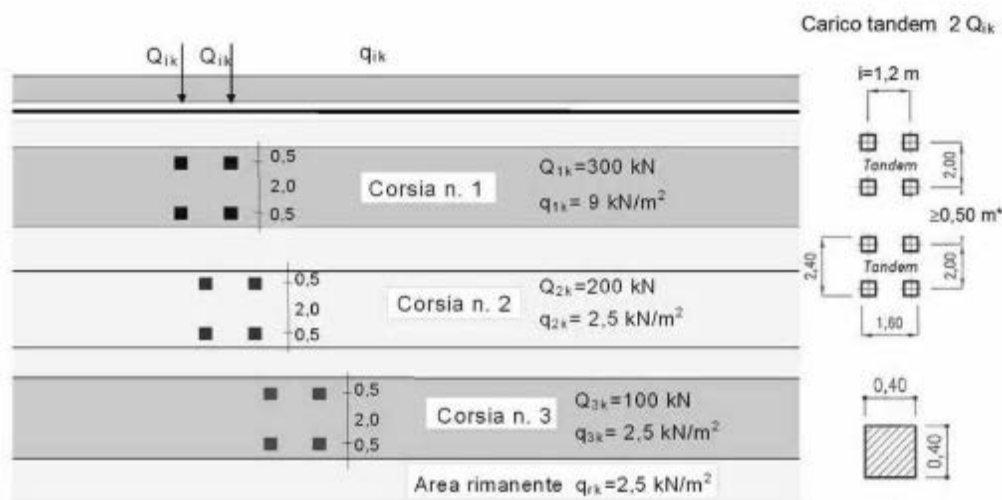 Carico tandem 2 Qik
Qik Qik qik
i=1,2 m
0,5
2,0
0,5
Corsia n. 1
Q1k=300 kN
q1k= 9 kN/m²
Tandem
2,00
≥0,50 m*
0,5
2,0
0,5
Corsia n. 2
Q2k=200 kN
q2k= 2,5 kN/m²
2,40
Tandem
2,00
1,60
0,5
2,0
0,5
Corsia n. 3
Q3k=100 kN
q3k= 2,5 kN/m²
0,40
0,40
Area rimanente qrk=2,5 kN/m²